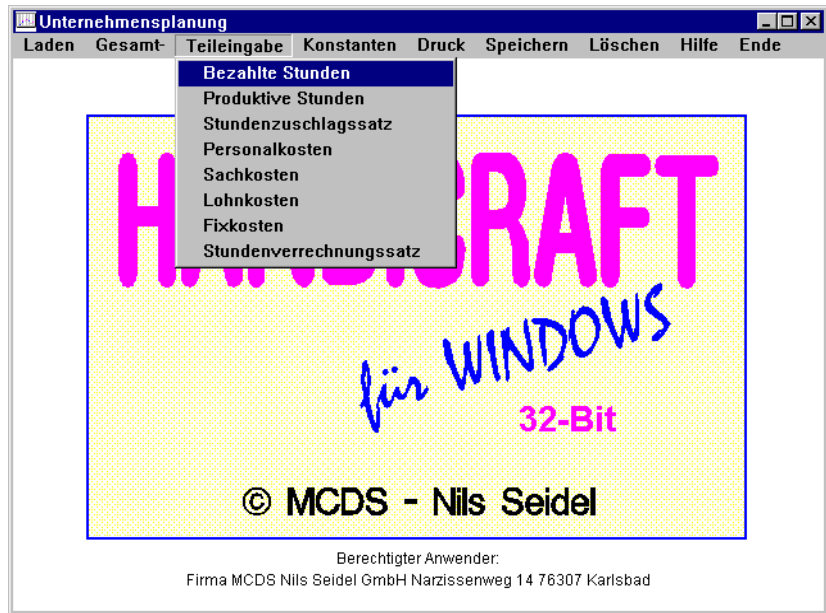 Unternehmensplanung
Laden Gesamt- Teileingabe Konstanten Druck Speichern Löschen Hilfe Ende
Bezahlte Stunden
Produktive Stunden
Stundenzuschlagssatz
Personalkosten
Sachkosten
Lohnkosten
Fixkosten
Stundenverrechnungssatz
für WINDOWS
32-Bit
© MCDS - Nils Seidel
Berechtigter Anwender:
Firma MCDS Nils Seidel GmbH Narzissenweg 14 76307 Karlsbad